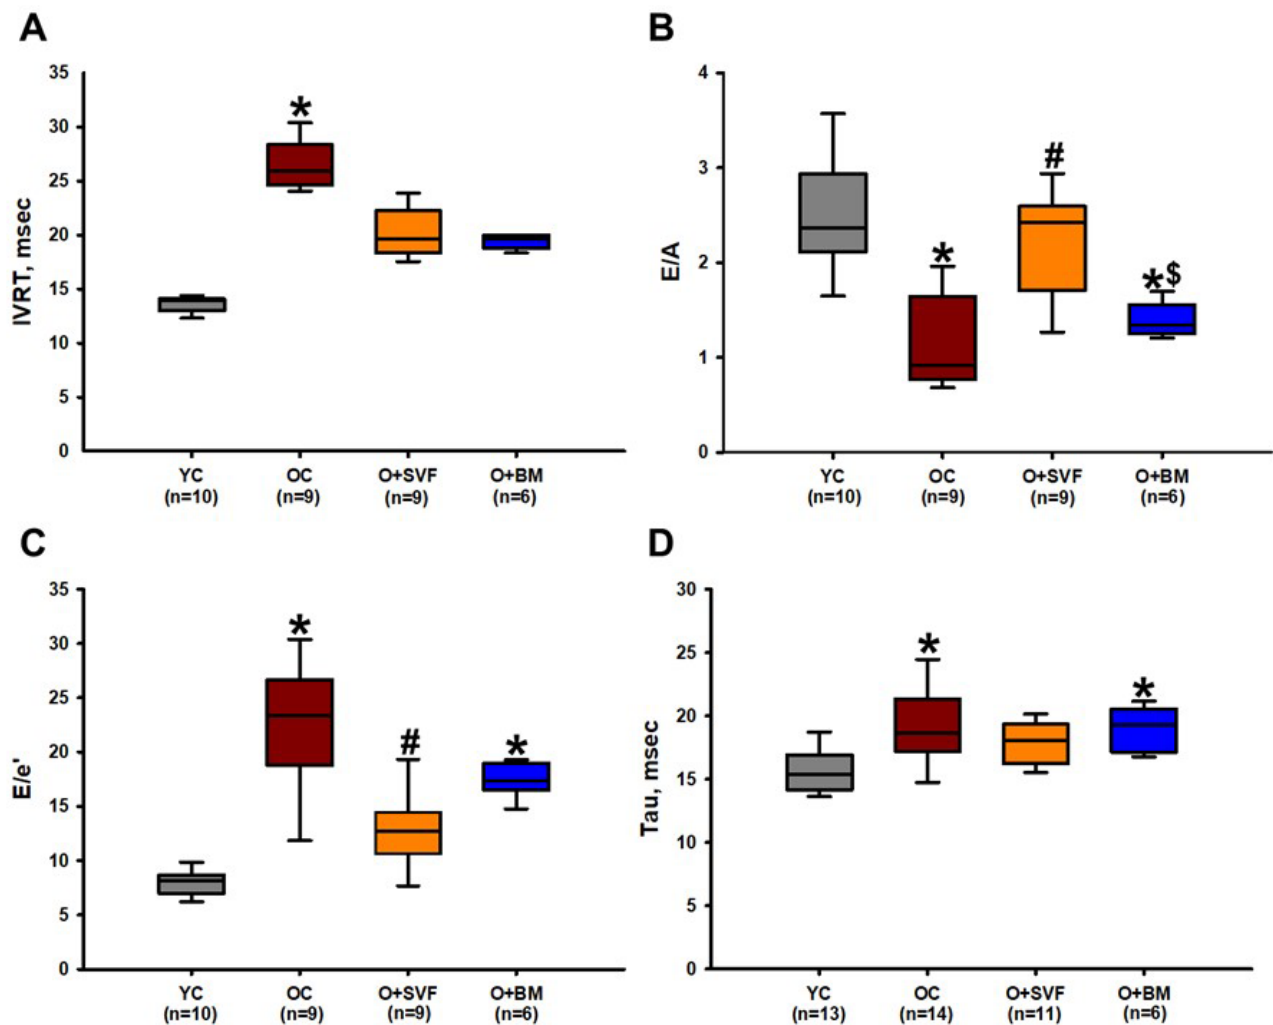 A
IVRT, msec
35
30
25
20
15
10
5
0
*
YC
(n=10)
OC
(n=9)
O+SVF
(n=9)
O+BM
(n=6)
B
E/A
4
3
2
1
0
*
#
*$
YC
(n=10)
OC
(n=9)
O+SVF
(n=9)
O+BM
(n=6)
C
E/e'
35
30
25
20
15
10
5
0
*
#
*
YC
(n=10)
OC
(n=9)
O+SVF
(n=9)
O+BM
(n=6)
D
Tau, msec
30
25
20
15
10
5
0
*
*
YC
(n=13)
OC
(n=14)
O+SVF
(n=11)
O+BM
(n=6)